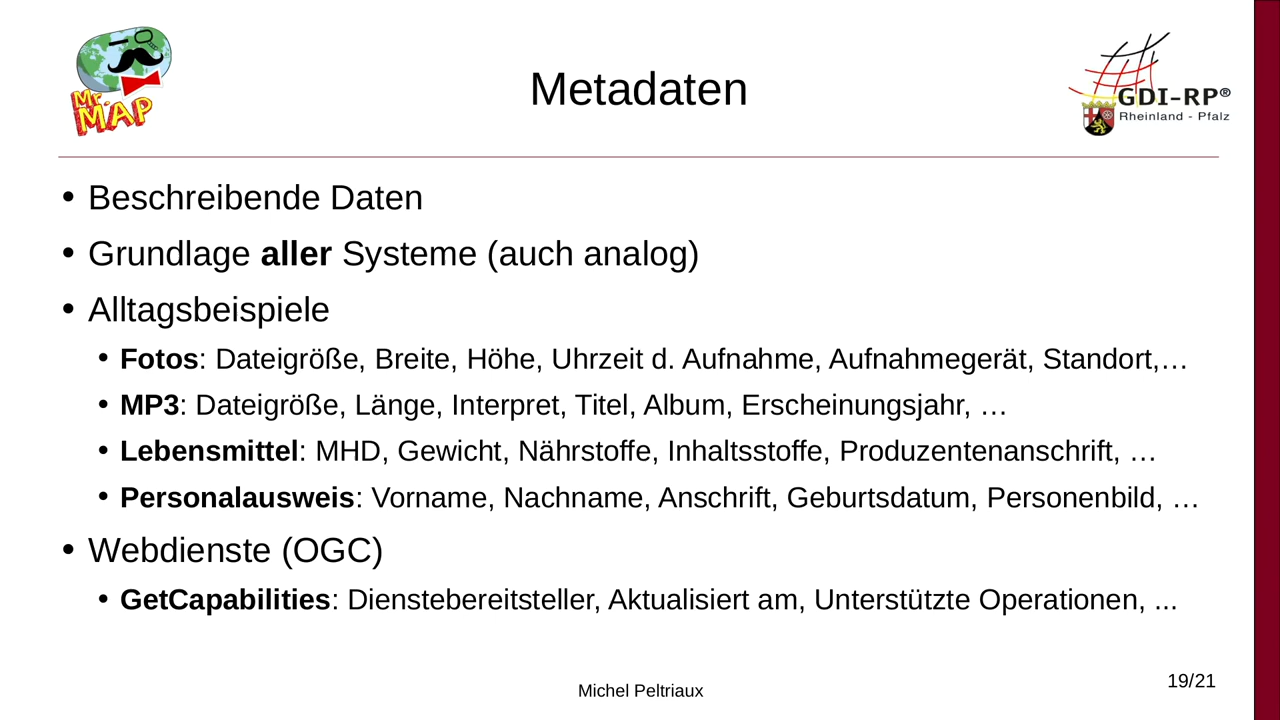 Mr. MAP
Metadaten
GDI-RP®
Rheinland - Pfalz
• Beschreibende Daten
• Grundlage aller Systeme (auch analog)
• Alltagsbeispiele
• Fotos: Dateigröße, Breite, Höhe, Uhrzeit d. Aufnahme, Aufnahmegerät, Standort,…
• MP3: Dateigröße, Länge, Interpret, Titel, Album, Erscheinungsjahr, …
• Lebensmittel: MHD, Gewicht, Nährstoffe, Inhaltsstoffe, Produzentenanschrift, …
• Personalausweis: Vorname, Nachname, Anschrift, Geburtsdatum, Personenbild, …
• Webdienste (OGC)
• GetCapabilities: Dienstebereitsteller, Aktualisiert am, Unterstützte Operationen, ...
Michel Peltriaux
19/21